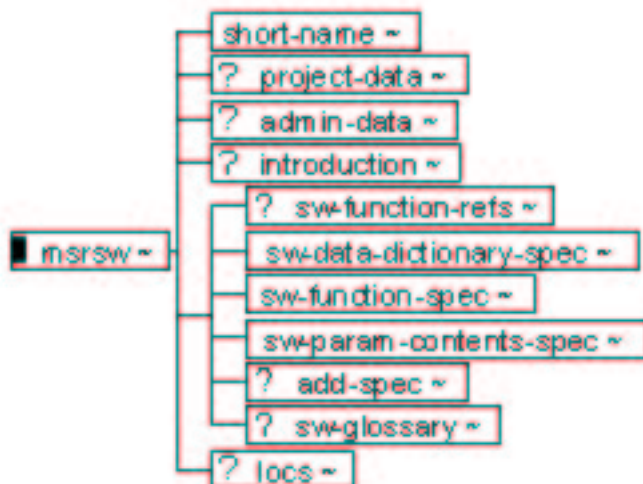 short-name ~
? project-data ~
? admin-data ~
? introduction ~
? sw-function-refs ~
msrsw ~
sw-data-dictionary-spec ~
sw-function-spec ~
sw-param-contents-spec ~
? add-spec ~
? sw-glossary ~
? locs ~